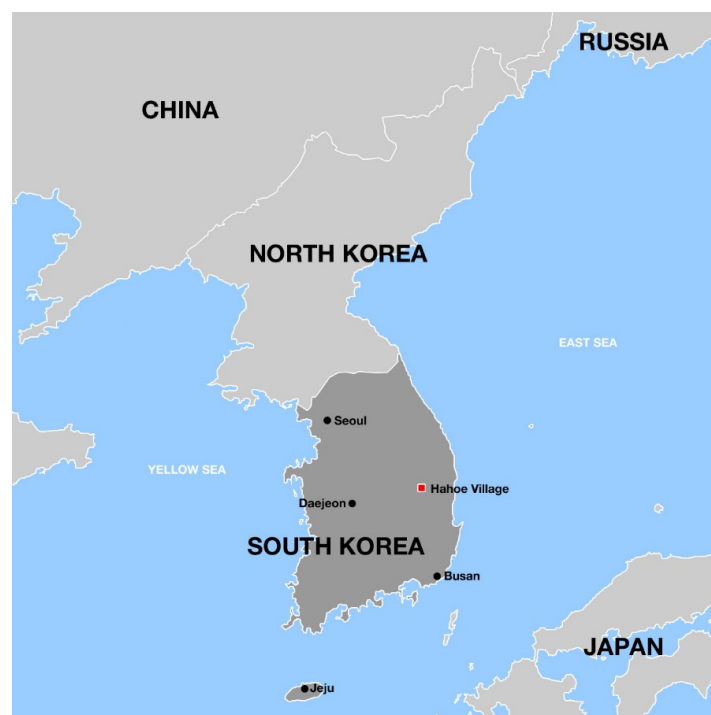 RUSSIA
CHINA
NORTH KOREA
EAST SEA
Seoul
YELLOW SEA
Hahoe Village
Daejeon
SOUTH KOREA
Busan
JAPAN
Jeju